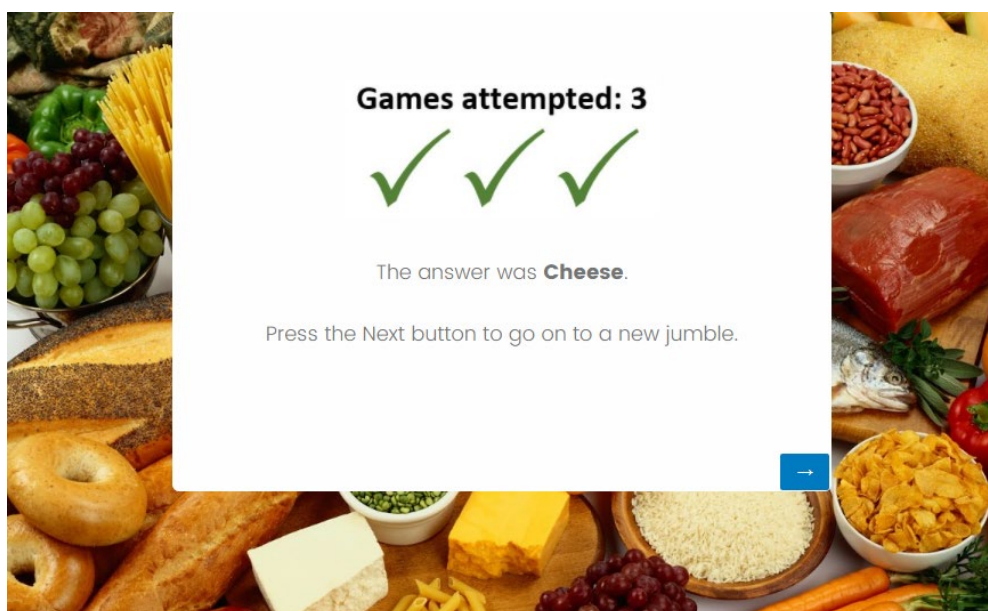 Games attempted: 3
The answer was Cheese.
Press the Next button to go on to a new jumble.